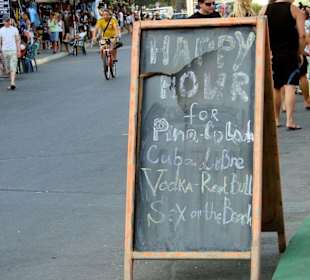 HAPPY
HOUR
for
Pina-Colada
Cuba Libre
Vodka-Red Bull
Sex on the Beach